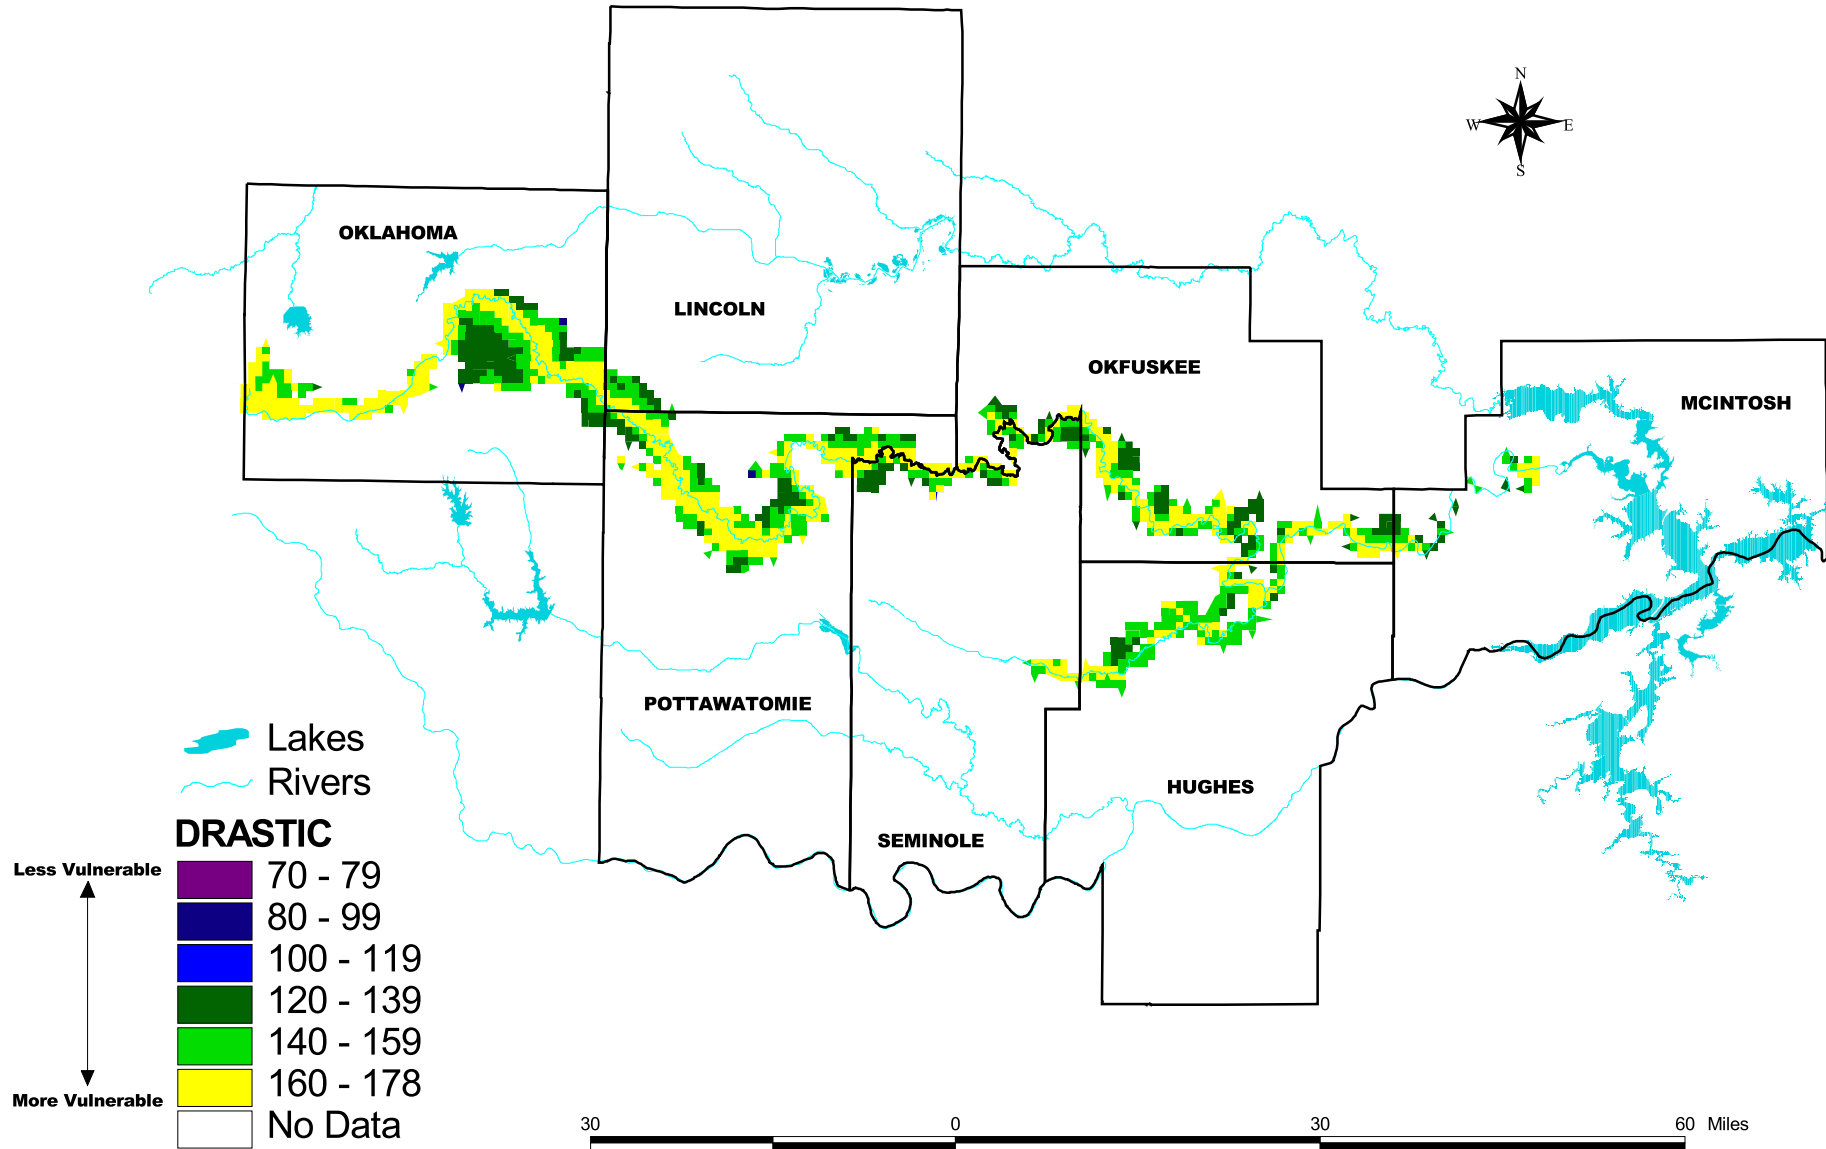 N
W E
S
OKLAHOMA
LINCOLN
OKFUSKEE
MCINTOSH
POTTAWATOMIE
SEMINOLE
HUGHES
Lakes
Rivers
DRASTIC
Less Vulnerable
70 - 79
80 - 99
100 - 119
120 - 139
140 - 159
160 - 178
More Vulnerable
No Data
30 0 30 60 Miles